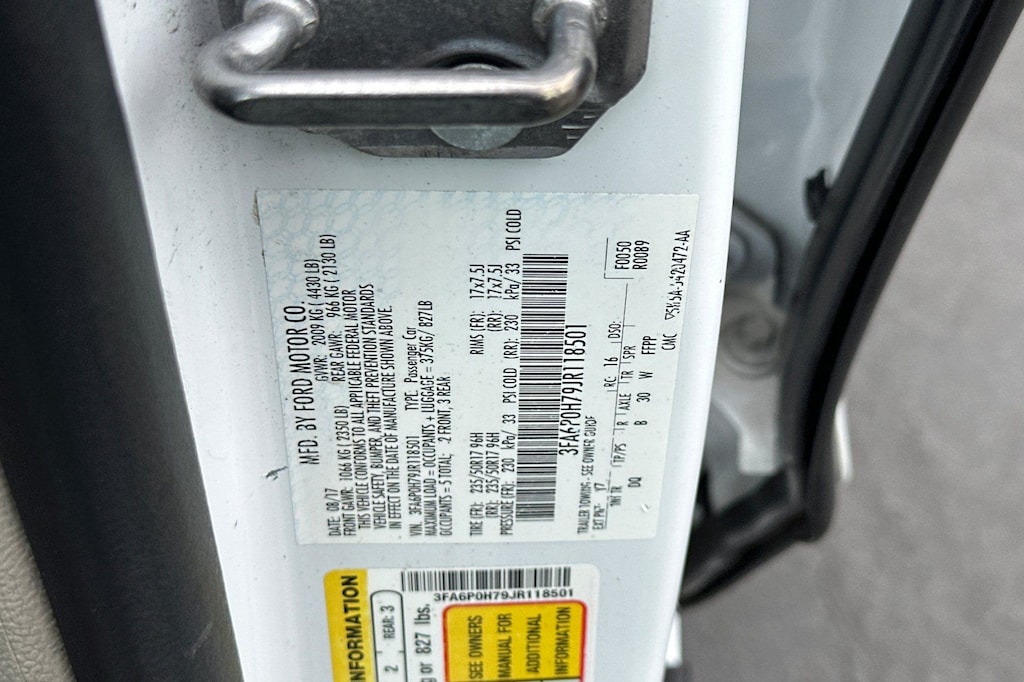 MFD. BY FORD MOTOR CO.
DATE: 08/17 GVWR: 2009 KG ( 4430 LB)
FRONT GAWR: 1066 KG ( 2350 LB) REAR GAWR: 966 KG ( 2130 LB)
THIS VEHICLE CONFORMS TO ALL APPLICABLE FEDERAL MOTOR
VEHICLE SAFETY, BUMPER, AND THEFT PREVENTION STANDARDS
IN EFFECT ON THE DATE OF MANUFACTURE SHOWN ABOVE.
VIN: 3FA6P0H79JR118501 TYPE: Passenger Car
MAXIMUM LOAD = OCCUPANTS + LUGGAGE = 375KG / 827LB
OCCUPANTS = 5 TOTAL; 2 FRONT, 3 REAR
TIRE (FR): 235/50R17 96H RIMS (FR): 17x7.5J
(RR): 235/50R17 96H (RR): 17x7.5J
PRESSURE (FR): 230 kPa/ 33 PSI COLD (RR): 230 kPa/ 33 PSI COLD
3FA6P0H79JR118501
TRAILER TOWING - SEE OWNER GUIDE
EXT PNT: Y7 RC: 16 DSO: F0050
INT TR TP/PS R AXLE TR SPR R0089
DQ B 30 W FFPP
CMC
INFORMATION
2 REAR: 3
or 827 lbs.
3FA6P0H79JR118501
SEE OWNERS
MANUAL FOR
ADDITIONAL
INFORMATION